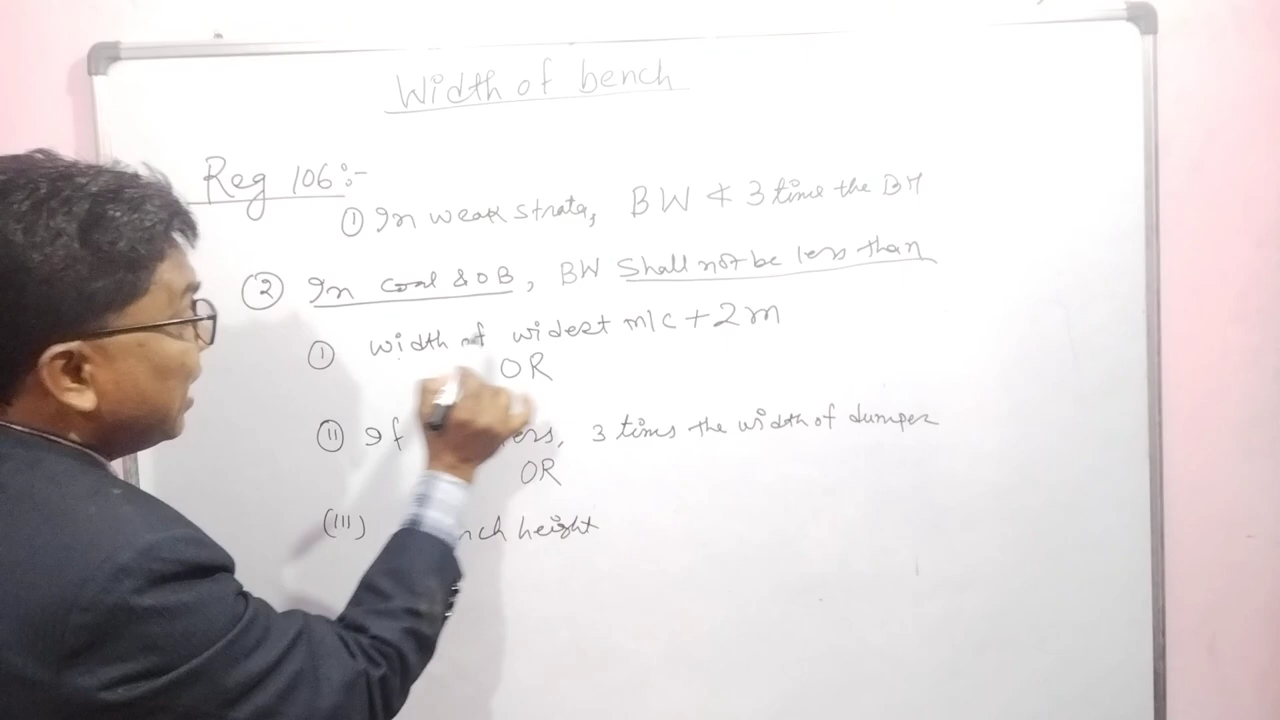 Width of bench
Reg 106:-
① In weak strata, BW ≮ 3 time the BH
② In coal & OB, BW Shall not be less than
① width of widest m/c + 2m
OR
(II) If 3 times the width of dumper
OR
(III) height